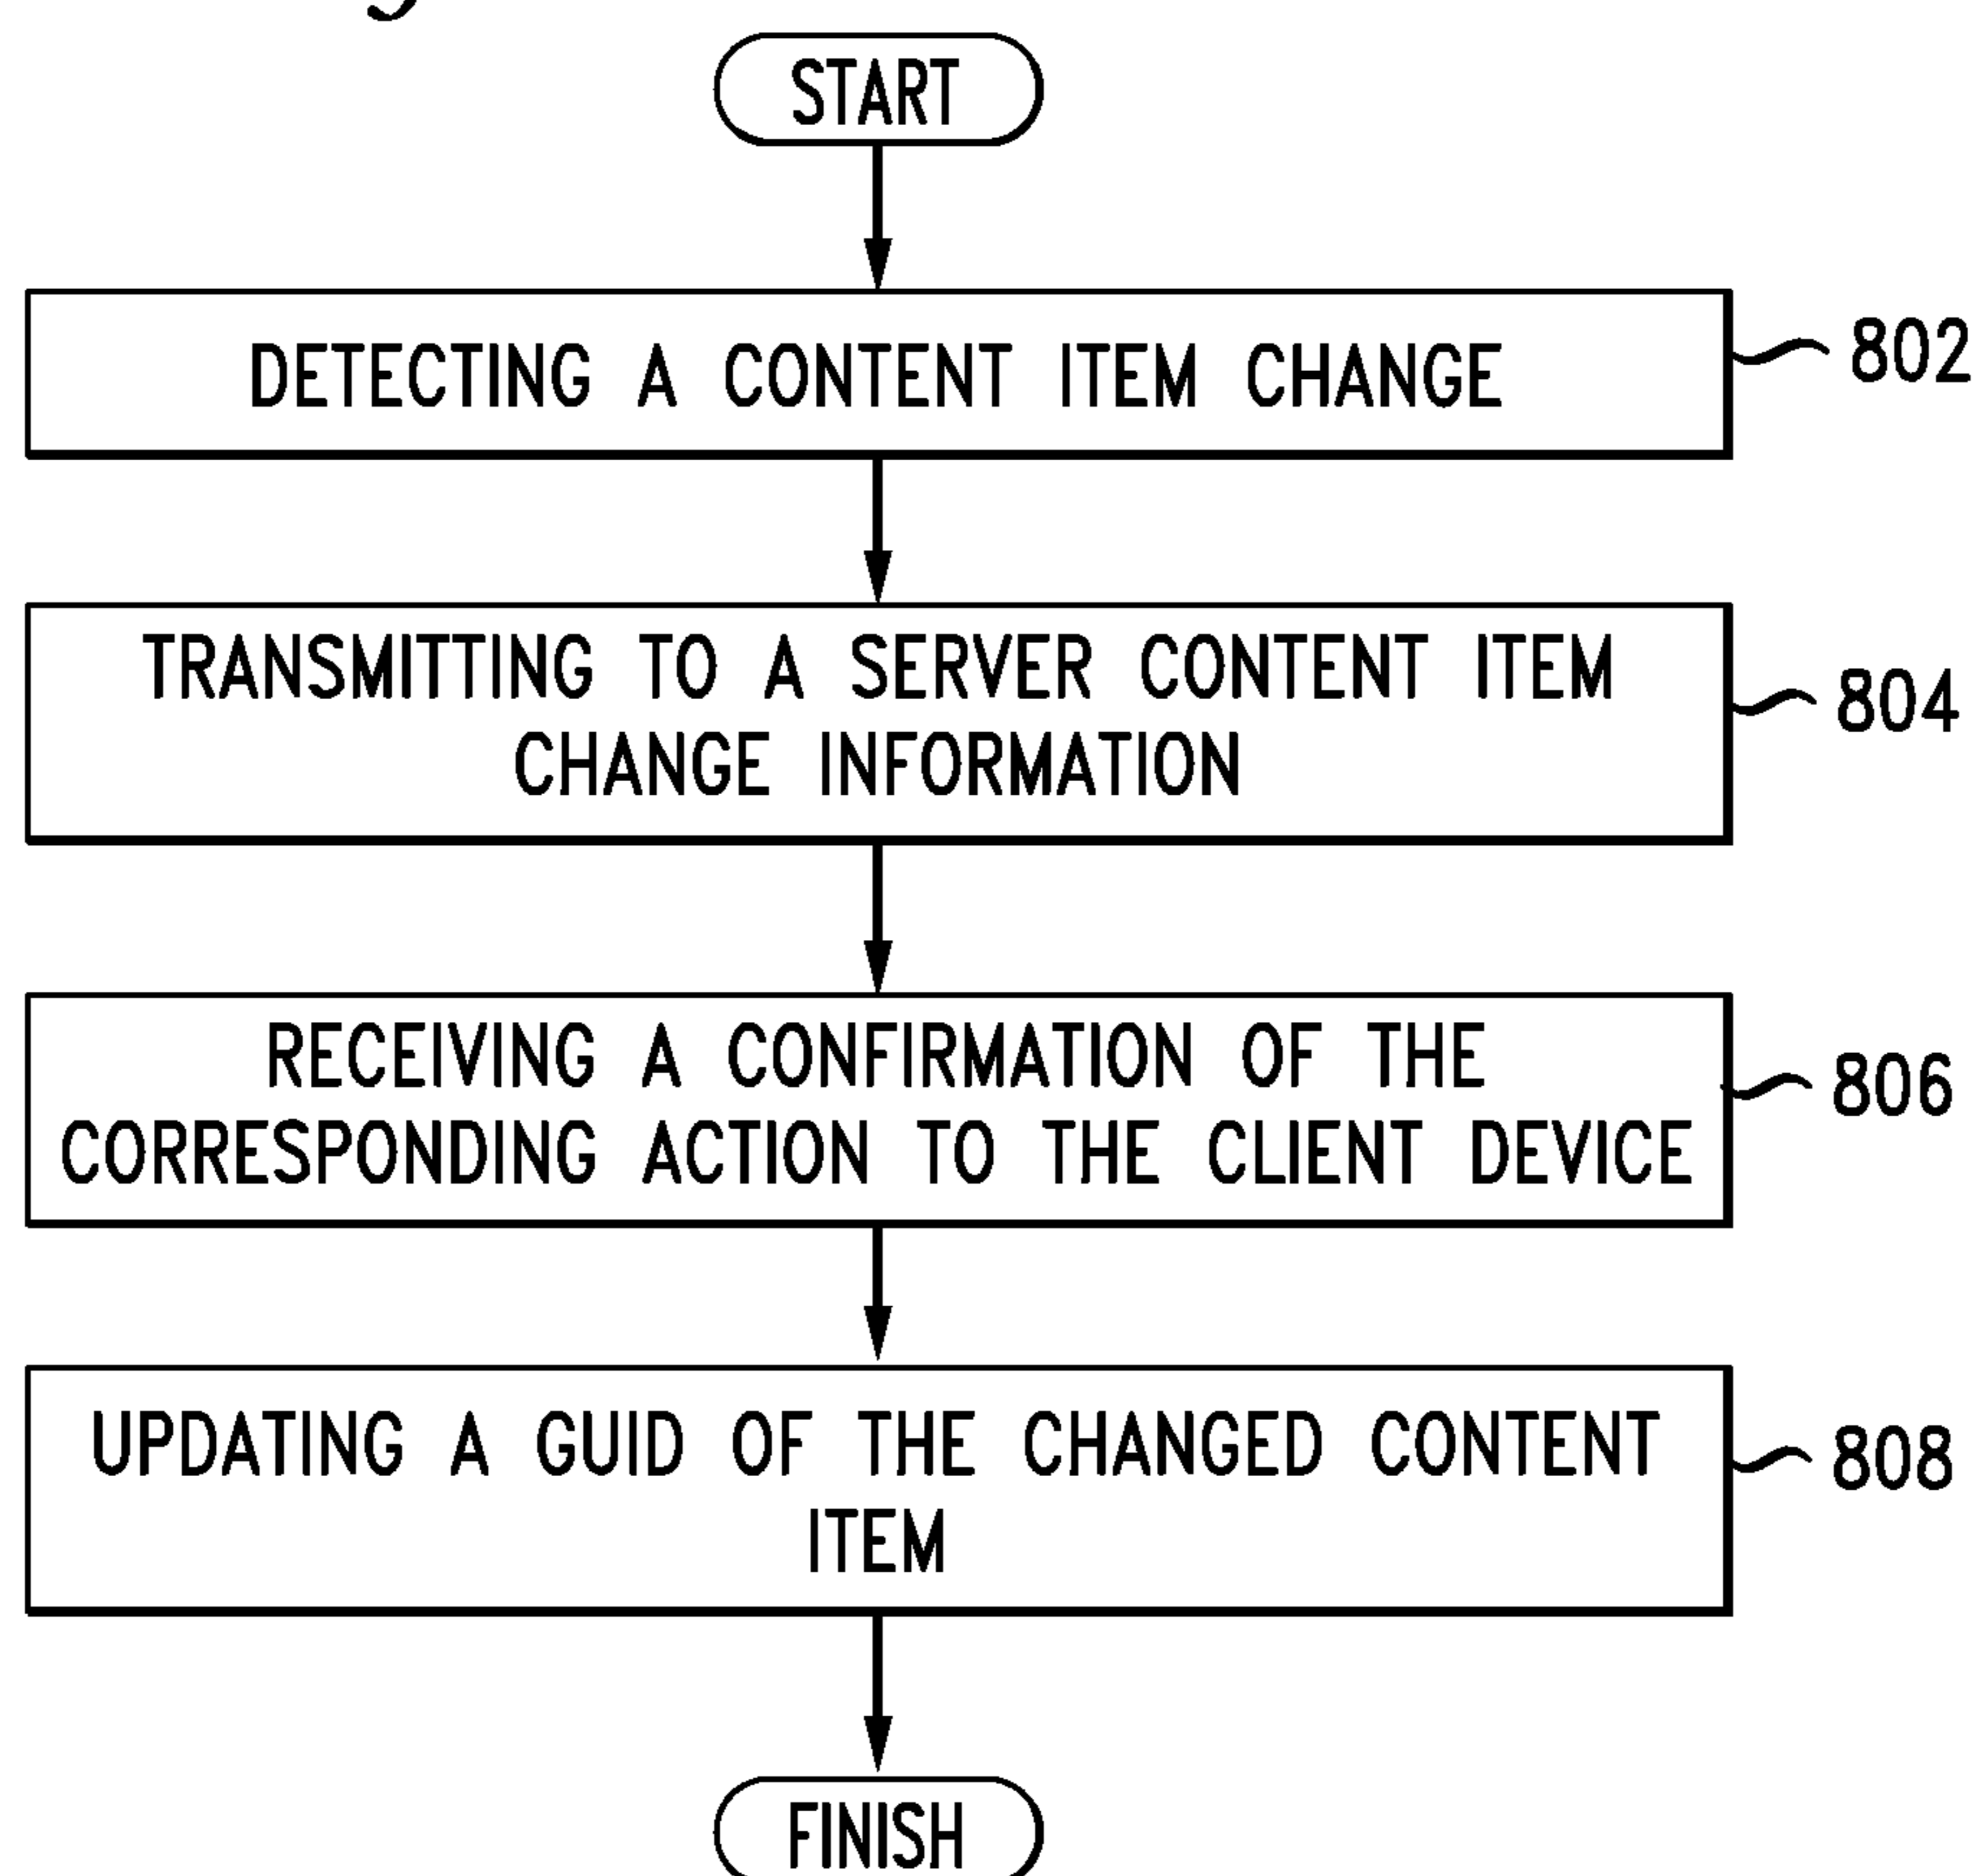 START
DETECTING A CONTENT ITEM CHANGE
802
TRANSMITTING TO A SERVER CONTENT ITEM
CHANGE INFORMATION
804
RECEIVING A CONFIRMATION OF THE
CORRESPONDING ACTION TO THE CLIENT DEVICE
806
UPDATING A GUID OF THE CHANGED CONTENT
ITEM
808
FINISH